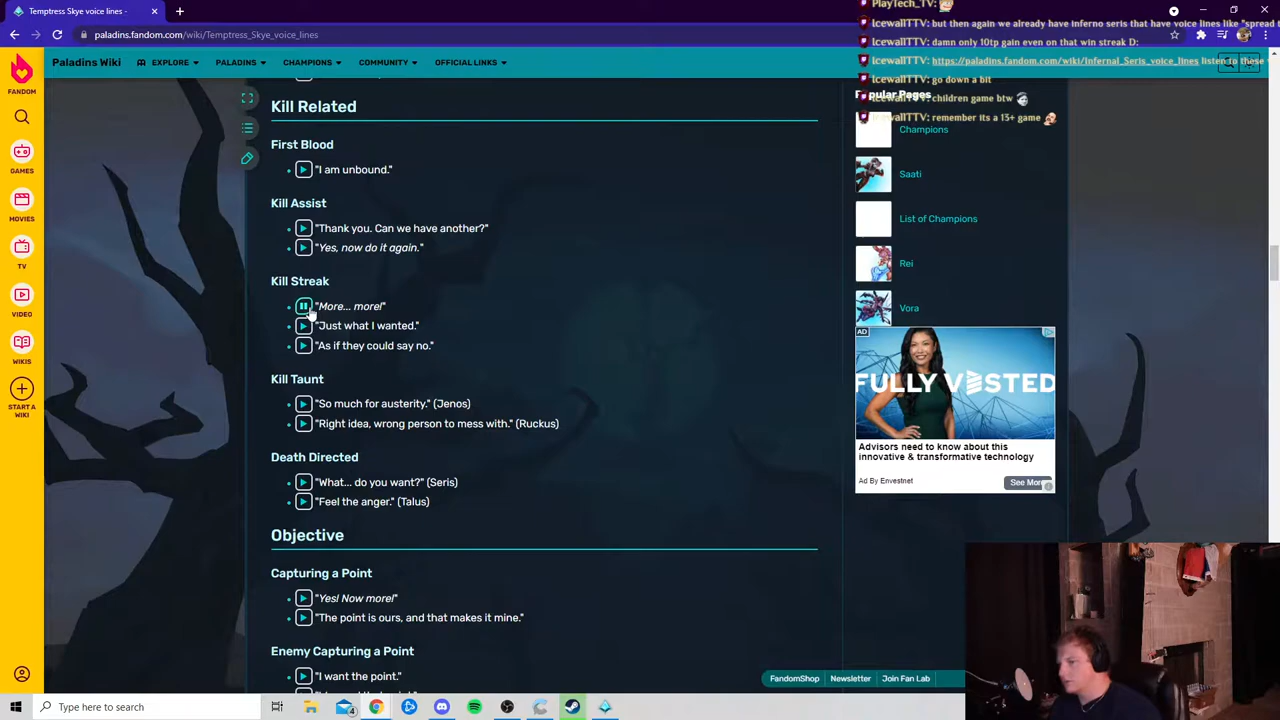 Temptress Skye voice lines
paladins.fandom.com/wiki/Temptress_Skye_voice_lines
PlayTech_TV:
IcewallTTV: but then again we already have inferno seris that have voice lines like "spread
IcewallTTV: damn only 10tp gain even on that win streak D:
IcewallTTV: https://paladins.fandom.com/wiki/Infernal_Seris_voice_lines listen to these
IcewallTTV: go down a bit
IcewallTTV: children game btw
IcewallTTV: remember its a 13+ game
Paladins Wiki
EXPLORE
PALADINS
CHAMPIONS
COMMUNITY
OFFICIAL LINKS
FANDOM
GAMES
MOVIES
TV
VIDEO
WIKIS
START A
WIKI
Kill Related
First Blood
"I am unbound."
Kill Assist
"Thank you. Can we have another?"
"Yes, now do it again."
Kill Streak
"More... more!"
"Just what I wanted."
"As if they could say no."
Kill Taunt
"So much for austerity." (Jenos)
"Right idea, wrong person to mess with." (Ruckus)
Death Directed
"What... do you want?" (Seris)
"Feel the anger." (Talus)
Objective
Capturing a Point
"Yes! Now more!"
"The point is ours, and that makes it mine."
Enemy Capturing a Point
"I want the point."
Popular Pages
Champions
Saati
List of Champions
Rei
Vora
AD
FULLY VESTED
Advisors need to know about this
innovative & transformative technology
Ad By Envestnet
See More
FandomShop
Newsletter
Join Fan Lab
Type here to search
4